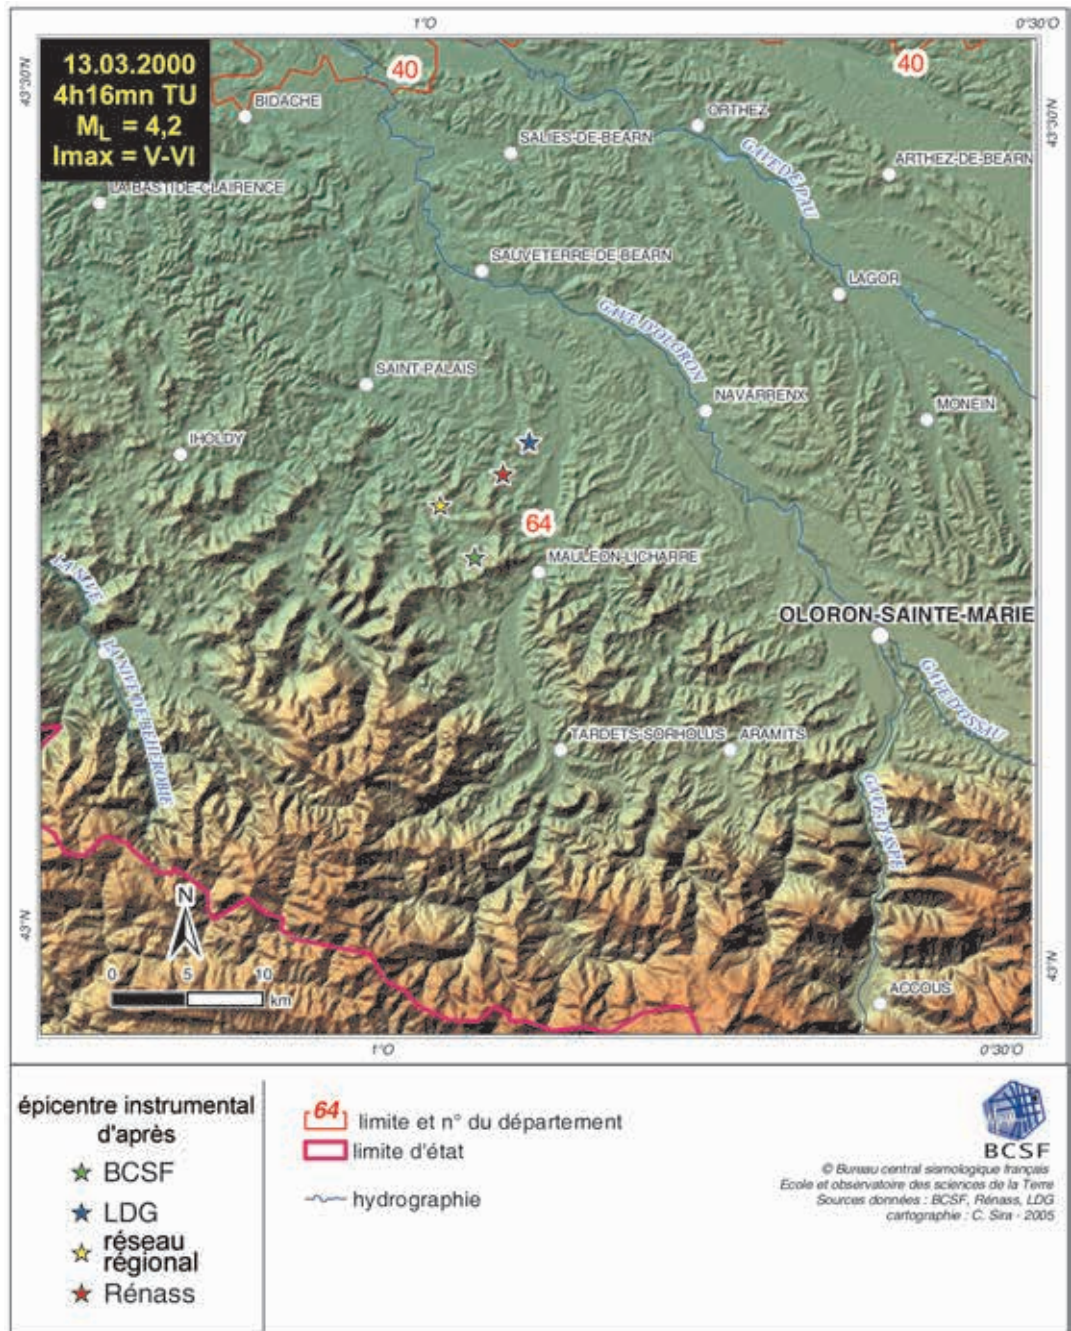 1°O
0°30'O
43°30'N
13.03.2000
4h16mn TU
ML = 4,2
Imax = V-VI
40
40
43°30'N
BIDACHE
ORTHEZ
SALIES-DE-BEARN
GAVE DE PAU
ARTHEZ-DE-BEARN
LA BASTIDE-CLAIRENCE
SAUVETERRE-DE-BEARN
LAGOR
GAVE D'OLORON
SAINT-PALAIS
NAVARRENX
MONEIN
IHOLDY
64
MAULEON-LICHARRE
LA NIVE
OLORON-SAINTE-MARIE
LA NIVE DE BEHEROBIE
GAVE D'OSSAU
TARDETS-SORHOLUS
ARAMITS
GAVE D'ASPE
43°N
N
43°N
0 5 10
km
ACCOUS
1°O
0°30'O
épicentre instrumental
d'après
BCSF
LDG
réseau
régional
Rénass
64
limite et n° du département
limite d'état
hydrographie
BCSF
© Bureau central sismologique français
Ecole et observatoire des sciences de la Terre
Sources données : BCSF, Rénass, LDG
cartographie : C. Sira - 2005